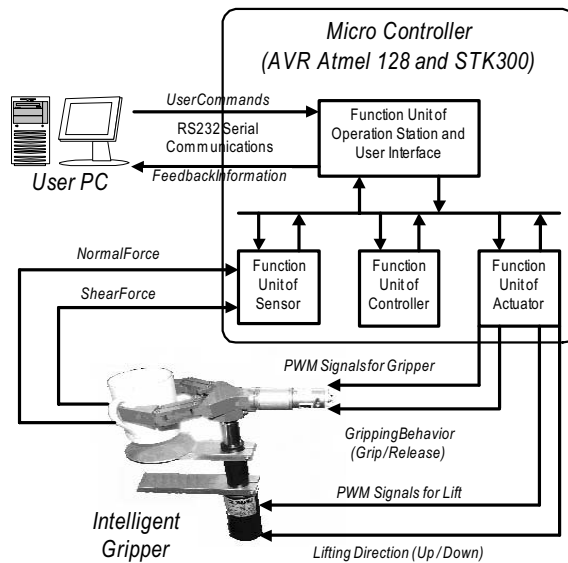 Micro Controller
(AVR Atmel 128 and STK300)
UserCommands
RS232 Serial
Communications
FeedbackInformation
User PC
Function Unit of
Operation Station and
User Interface
NormalForce
ShearForce
Function
Unit of
Sensor
Function
Unit of
Controller
Function
Unit of
Actuator
PWM Signals for Gripper
GrippingBehavior
(Grip/Release)
PWM Signals for Lift
Intelligent
Gripper
Lifting Direction (Up / Down)